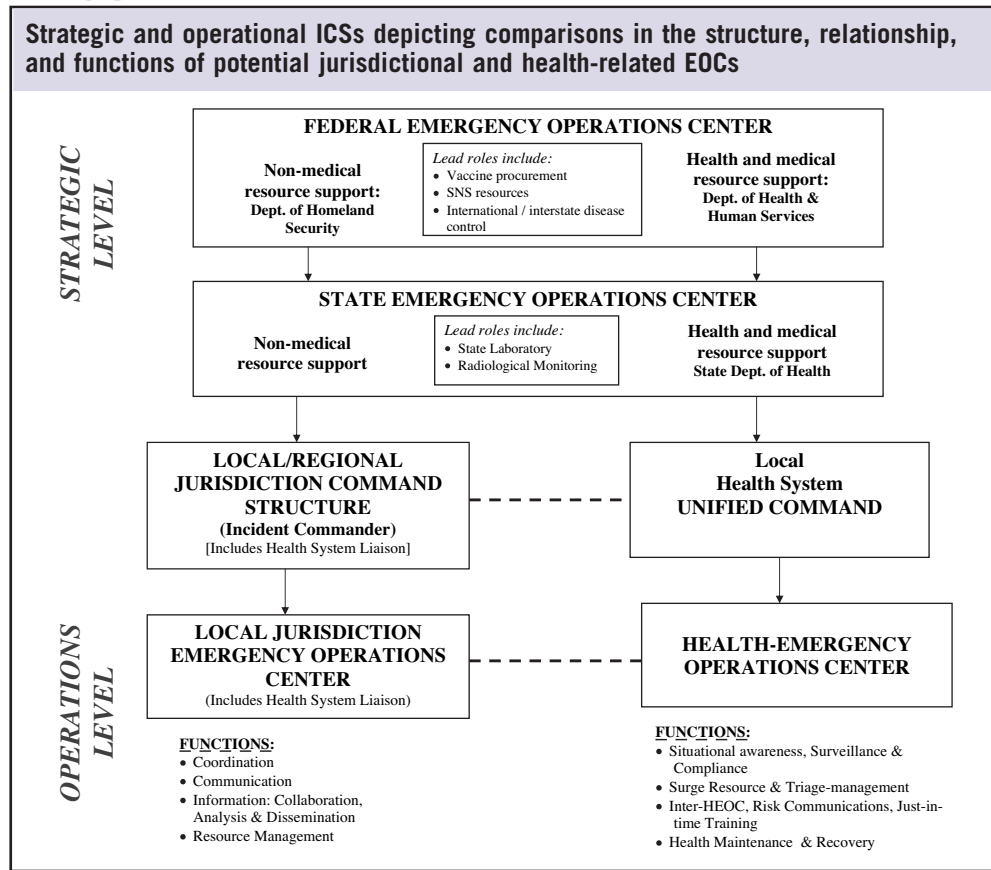 Strategic and operational ICSs depicting comparisons in the structure, relationship,
and functions of potential jurisdictional and health-related EOCs
STRATEGIC
LEVEL
FEDERAL EMERGENCY OPERATIONS CENTER
Non-medical
resource support:
Dept. of Homeland
Security
Lead roles include:
• Vaccine procurement
• SNS resources
• International / interstate disease
control
Health and medical
resource support:
Dept. of Health &
Human Services
STATE EMERGENCY OPERATIONS CENTER
Non-medical
resource support
Lead roles include:
• State Laboratory
• Radiological Monitoring
Health and medical
resource support
State Dept. of Health
LOCAL/REGIONAL
JURISDICTION COMMAND
STRUCTURE
(Incident Commander)
[Includes Health System Liaison]
Local
Health System
UNIFIED COMMAND
OPERATIONS
LEVEL
LOCAL JURISDICTION
EMERGENCY OPERATIONS
CENTER
(Includes Health System Liaison)
HEALTH-EMERGENCY
OPERATIONS CENTER
FUNCTIONS:
• Coordination
• Communication
• Information: Collaboration,
Analysis & Dissemination
• Resource Management
FUNCTIONS:
• Situational awareness, Surveillance &
Compliance
• Surge Resource & Triage-management
• Inter-HEOC, Risk Communications, Just-in-
time Training
• Health Maintenance & Recovery